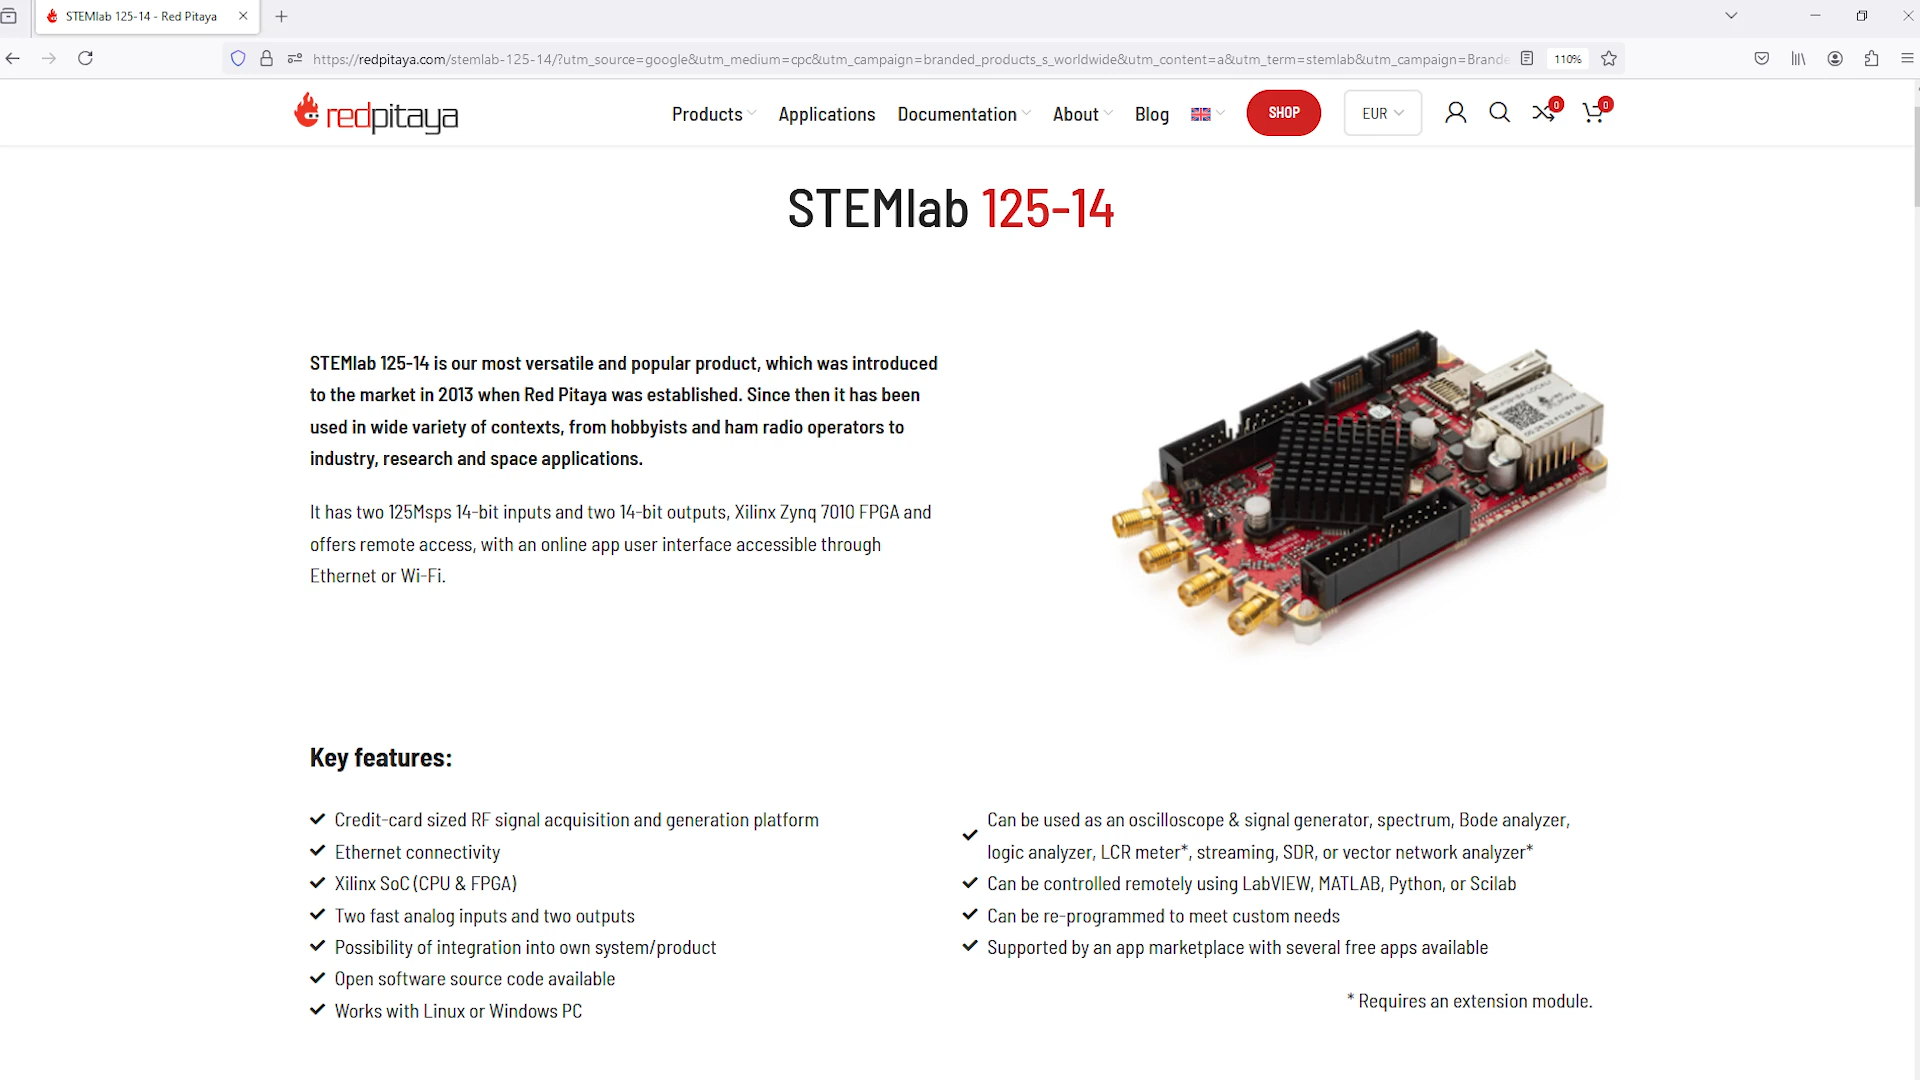 STEMlab 125-14 - Red Pitaya
https://redpitaya.com/stemlab-125-14/?utm_source=google&utm_medium=cpc&utm_campaign=branded_products_s_worldwide&utm_content=a&utm_term=stemlab&utm_campaign=Brande
110%
redpitaya
Products
Applications
Documentation
About
Blog
SHOP
EUR
0
0
STEMlab 125-14
STEMlab 125-14 is our most versatile and popular product, which was introduced
to the market in 2013 when Red Pitaya was established. Since then it has been
used in wide variety of contexts, from hobbyists and ham radio operators to
industry, research and space applications.
It has two 125Msps 14-bit inputs and two 14-bit outputs, Xilinx Zynq 7010 FPGA and
offers remote access, with an online app user interface accessible through
Ethernet or Wi-Fi.
Key features:
Credit-card sized RF signal acquisition and generation platform
Ethernet connectivity
Xilinx SoC (CPU & FPGA)
Two fast analog inputs and two outputs
Possibility of integration into own system/product
Open software source code available
Works with Linux or Windows PC
Can be used as an oscilloscope & signal generator, spectrum, Bode analyzer,
logic analyzer, LCR meter*, streaming, SDR, or vector network analyzer*
Can be controlled remotely using LabVIEW, MATLAB, Python, or Scilab
Can be re-programmed to meet custom needs
Supported by an app marketplace with several free apps available
* Requires an extension module.